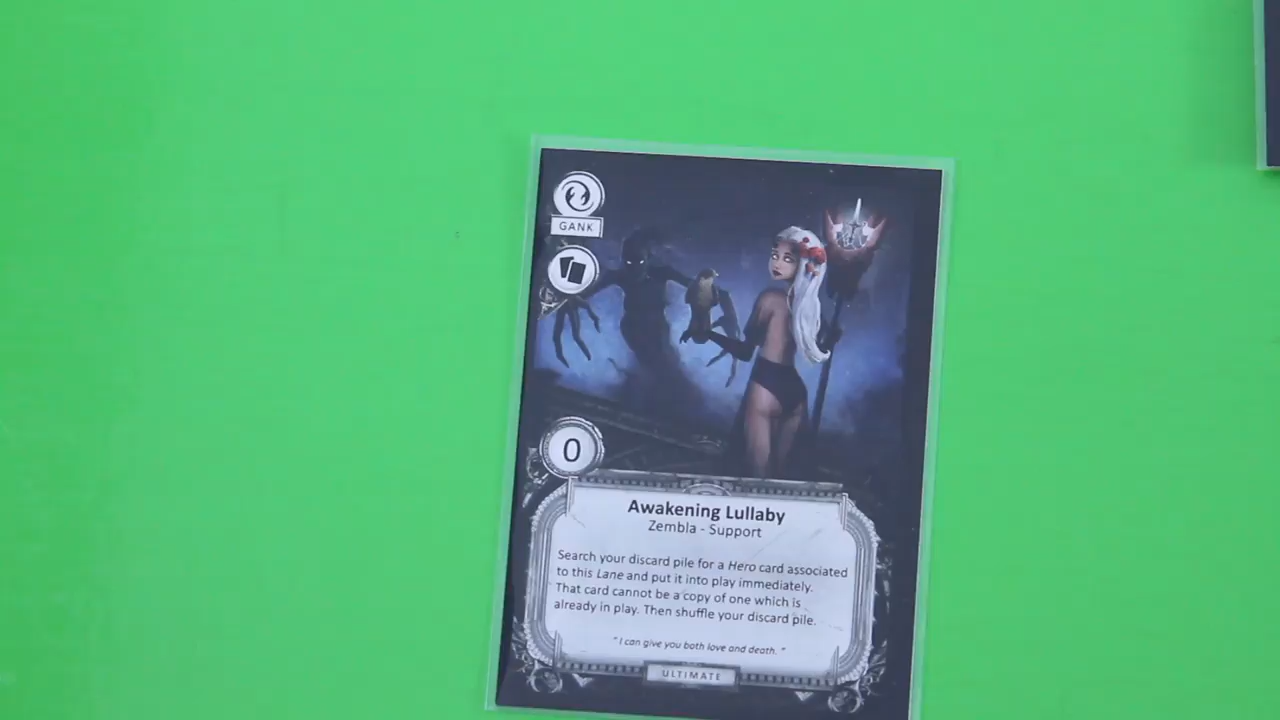 GANK
0
Awakening Lullaby
Zembla - Support
Search your discard pile for a Hero card associated
to this Lane and put it into play immediately.
That card cannot be a copy of one which is
already in play. Then shuffle your discard pile.
" I can give you both love and death. "
ULTIMATE